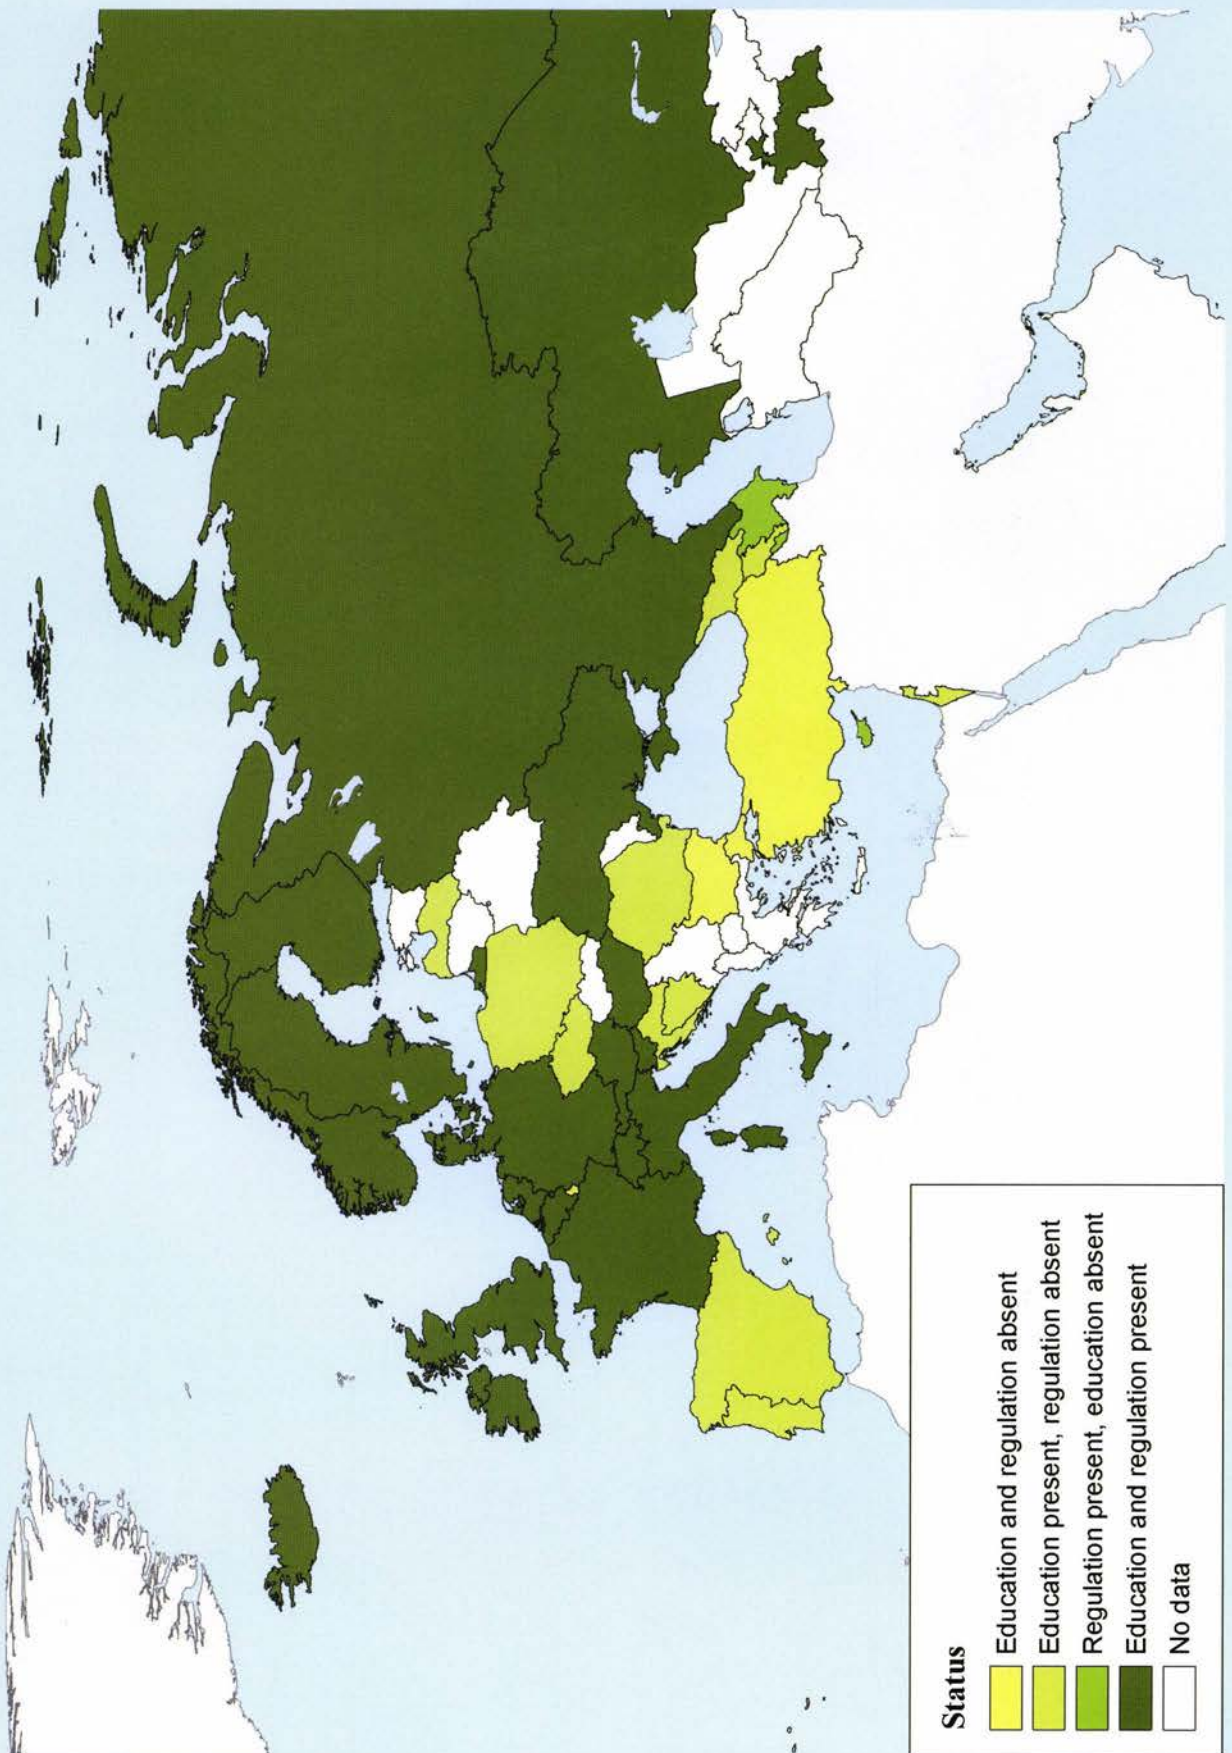 Status
Education and regulation absent
Education present, regulation absent
Regulation present, education absent
Education and regulation present
No data